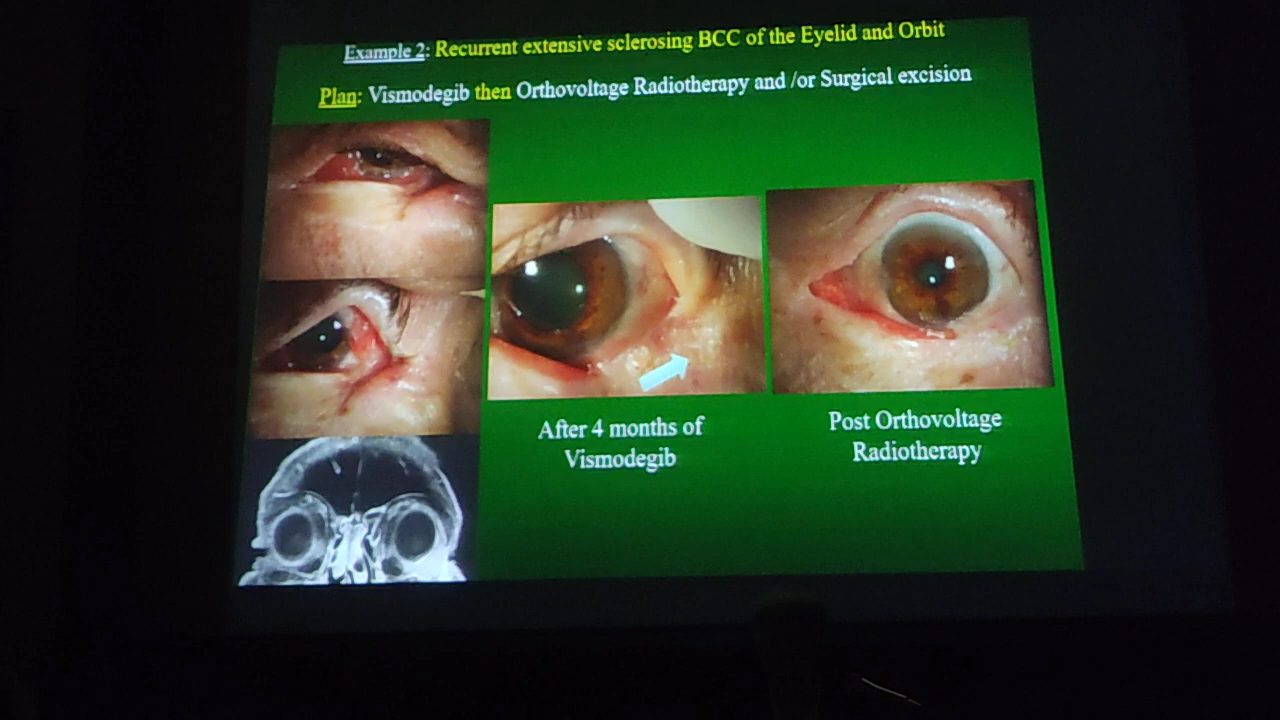 Example 2: Recurrent extensive sclerosing BCC of the Eyelid and Orbit
Plan: Vismodegib then Orthovoltage Radiotherapy and /or Surgical excision
After 4 months of
Vismodegib
Post Orthovoltage
Radiotherapy